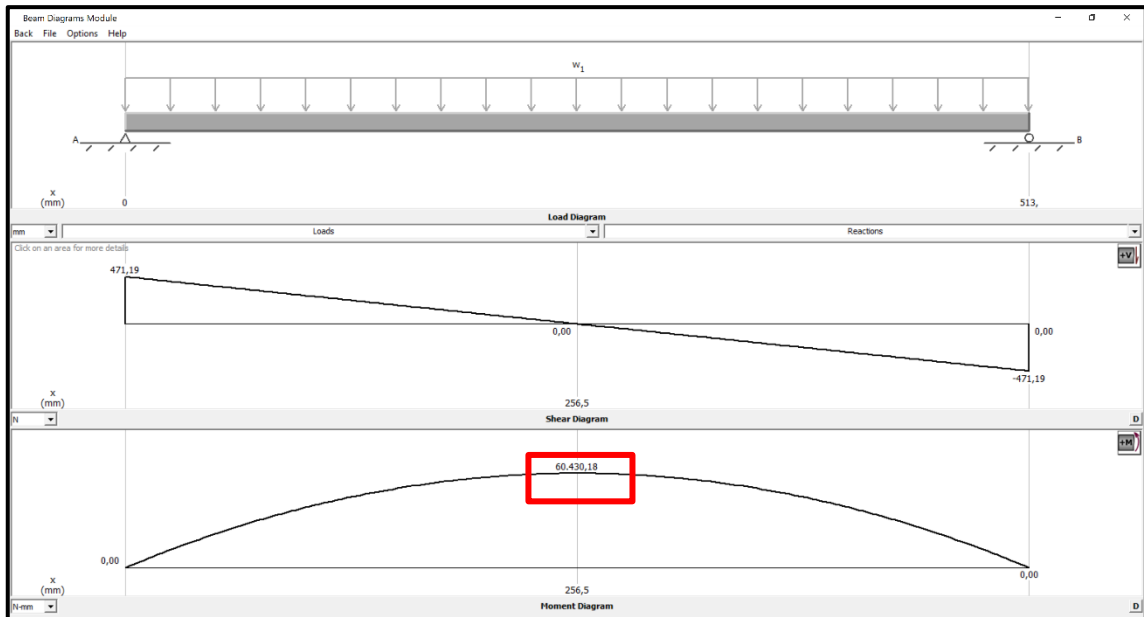 Beam Diagrams Module
Back File Options Help
w1
A
B
x
(mm) 0 513,
Load Diagram
mm Loads Reactions
Click on an area for more details
+V
471,19
0,00 0,00
-471,19
x
(mm) 256,5
N Shear Diagram D
+M
60.430,18
0,00
0,00
x
(mm) 256,5
N-mm Moment Diagram D